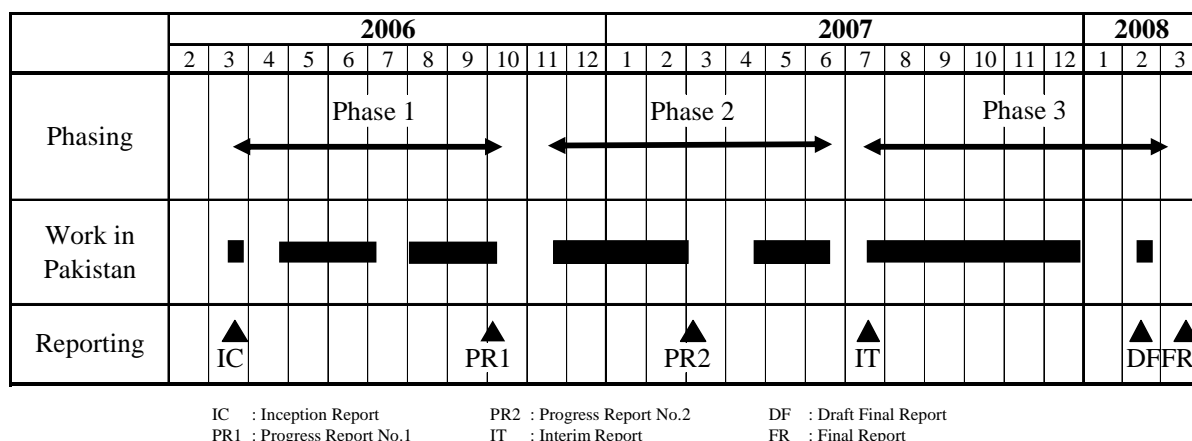 2006 2007 2008
2 3 4 5 6 7 8 9 10 11 12 1 2 3 4 5 6 7 8 9 10 11 12 1 2 3
Phase 1 Phase 2 Phase 3
Phasing
Work in
Pakistan
Reporting
IC PR1 PR2 IT DF FR
IC : Inception Report PR2 : Progress Report No.2 DF : Draft Final Report
PR1 : Progress Report No.1 IT : Interim Report FR : Final Report